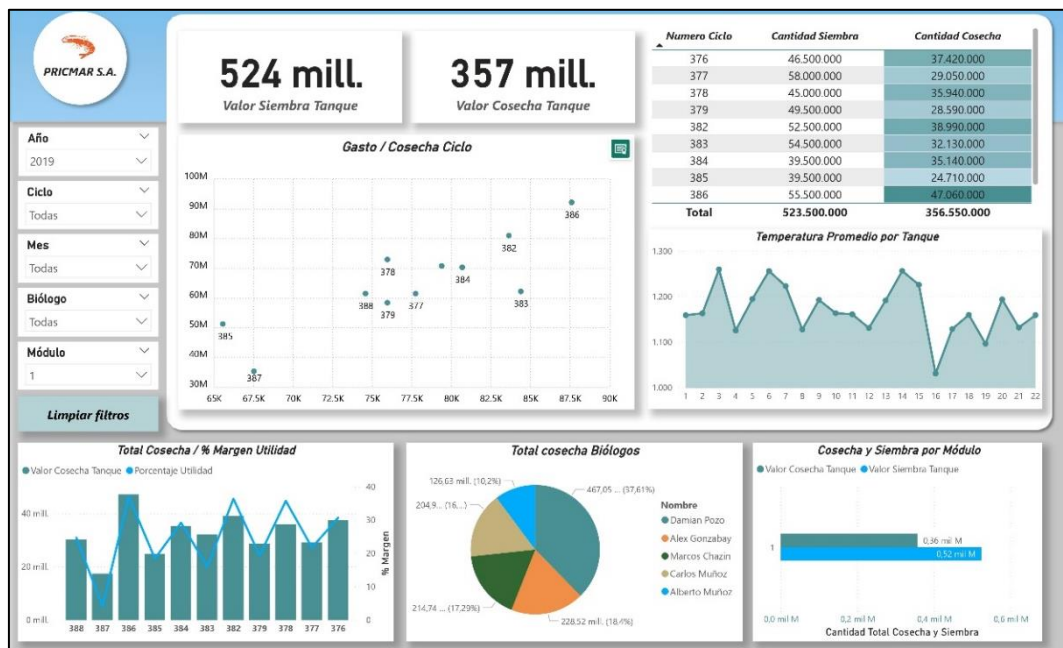 PRICMAR S.A.
Año
2019
Ciclo
Todas
Mes
Todas
Biólogo
Todas
Módulo
1
Limpiar filtros
524 mill.
Valor Siembra Tanque
357 mill.
Valor Cosecha Tanque
Numero Ciclo Cantidad Siembra Cantidad Cosecha
376 46.500.000 37.420.000
377 58.000.000 29.050.000
378 45.000.000 35.940.000
379 49.500.000 28.590.000
382 52.500.000 38.990.000
383 54.500.000 32.130.000
384 39.500.000 35.140.000
385 39.500.000 24.710.000
386 55.500.000 47.060.000
Total 523.500.000 356.550.000
Gasto / Cosecha Ciclo
100M
90M
80M
70M
60M
50M
40M
30M
386
382
378
384
388
379
377
383
385
387
65K 67.5K 70K 75K 75K 77.5K 80K 82.5K 85K 87.5K 90K
Temperatura Promedio por Tanque
1.300
1.200
1.100
1.000
1 2 3 4 5 6 7 8 9 10 11 12 13 14 15 16 17 18 19 20 21 22
Total Cosecha / % Margen Utilidad
Valor Cosecha Tanque Porcentaje Utilidad
40 mill.
20 mill.
0 mill.
40
30
20
10
0
% Margen
388 387 386 385 384 383 382 379 378 377 376
Total cosecha Biólogos
126,63 mill. (10,2%)
204,9... (16...)
214,74 ... (17,29%)
467,05 ... (37,61%)
228.52 mill. (18.4%)
Nombre
Damian Pozo
Alex Gonzabay
Marcos Chazin
Carlos Muñoz
Alberto Muñoz
Cosecha y Siembra por Módulo
Valor Cosecha Tanque Valor Siembra Tanque
1
0,36 mil M
0,52 mil M
0,0 mil M 0,2 mil M 0,4 mil M 0,6 mil M
Cantidad Total Cosecha y Siembra